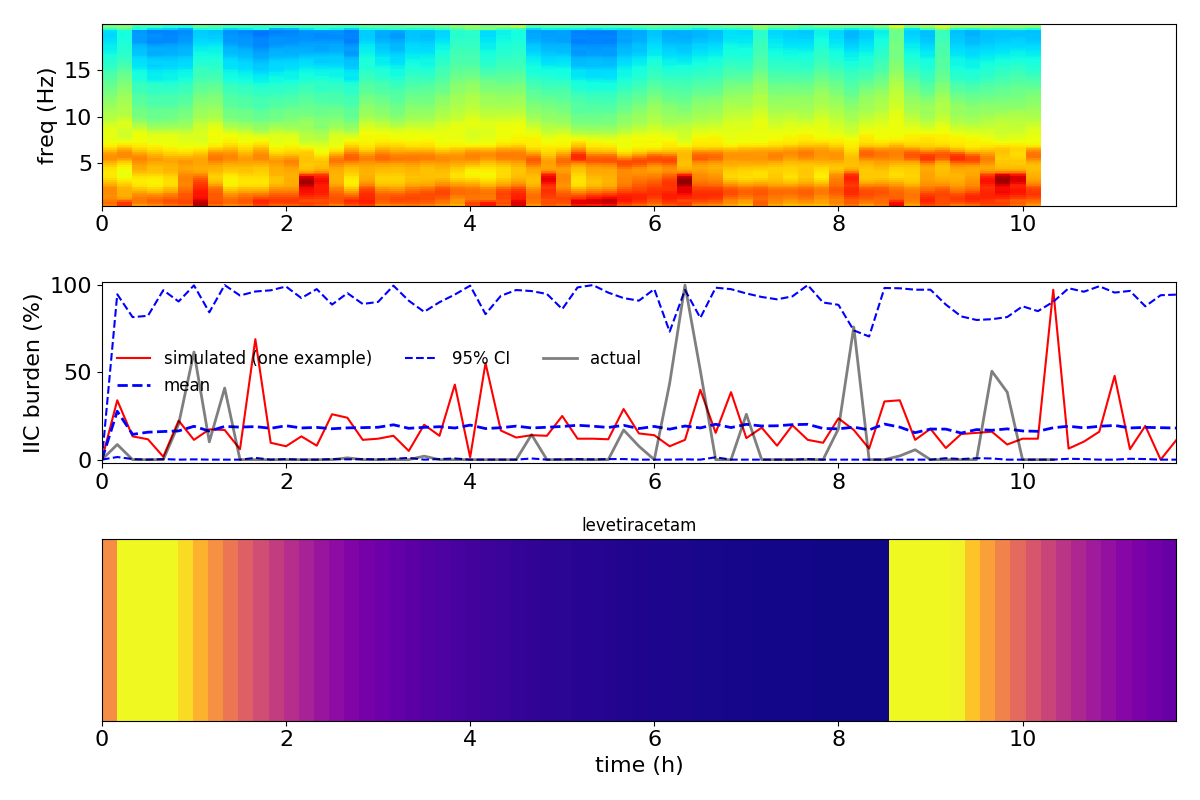 freq (Hz)
15
10
5
0 2 4 6 8 10
IIC burden (%)
100
50
0
simulated (one example) 95% CI actual
mean
0 2 4 6 8 10
levetiracetam
0 2 4 6 8 10
time (h)